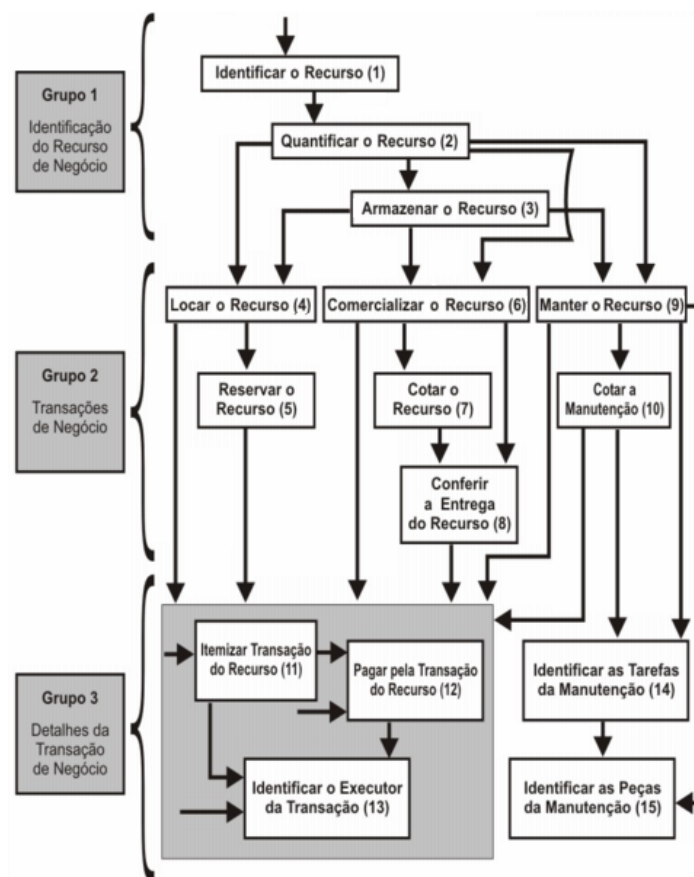 Grupo 1
Identificação
do Recurso
de Negócio
Identificar o Recurso (1)
Quantificar o Recurso (2)
Armazenar o Recurso (3)
Grupo 2
Transações
de Negócio
Locar o Recurso (4)
Comercializar o Recurso (6)
Manter o Recurso (9)
Reservar o
Recurso (5)
Cotar o
Recurso (7)
Cotar a
Manutenção (10)
Conferir
a Entrega
do Recurso (8)
Grupo 3
Detalhes da
Transação
de Negócio
Itemizar Transação
do Recurso (11)
Pagar pela Transação
do Recurso (12)
Identificar o Executor
da Transação (13)
Identificar as Tarefas
da Manutenção (14)
Identificar as Peças
da Manutenção (15)